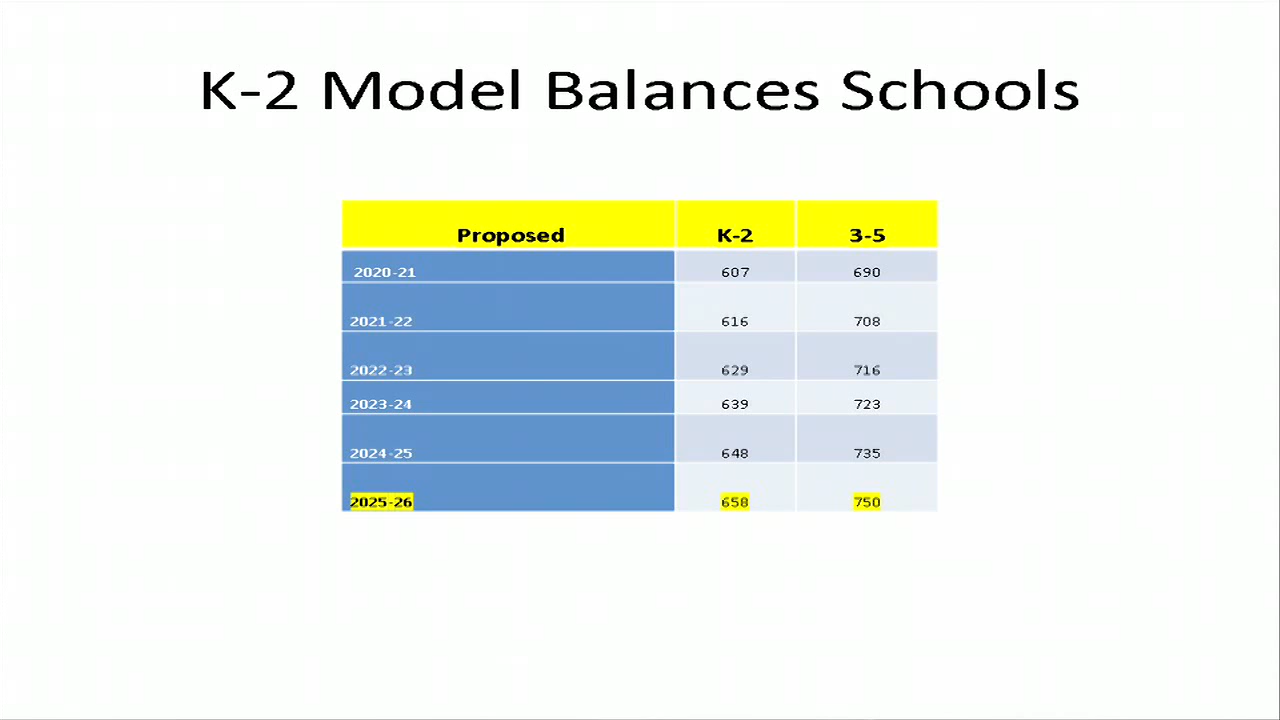 K-2 Model Balances Schools
Proposed K-2 3-5
2020-21 607 690
2021-22 616 708
2022-23 629 716
2023-24 639 723
2024-25 648 735
2025-26 658 750